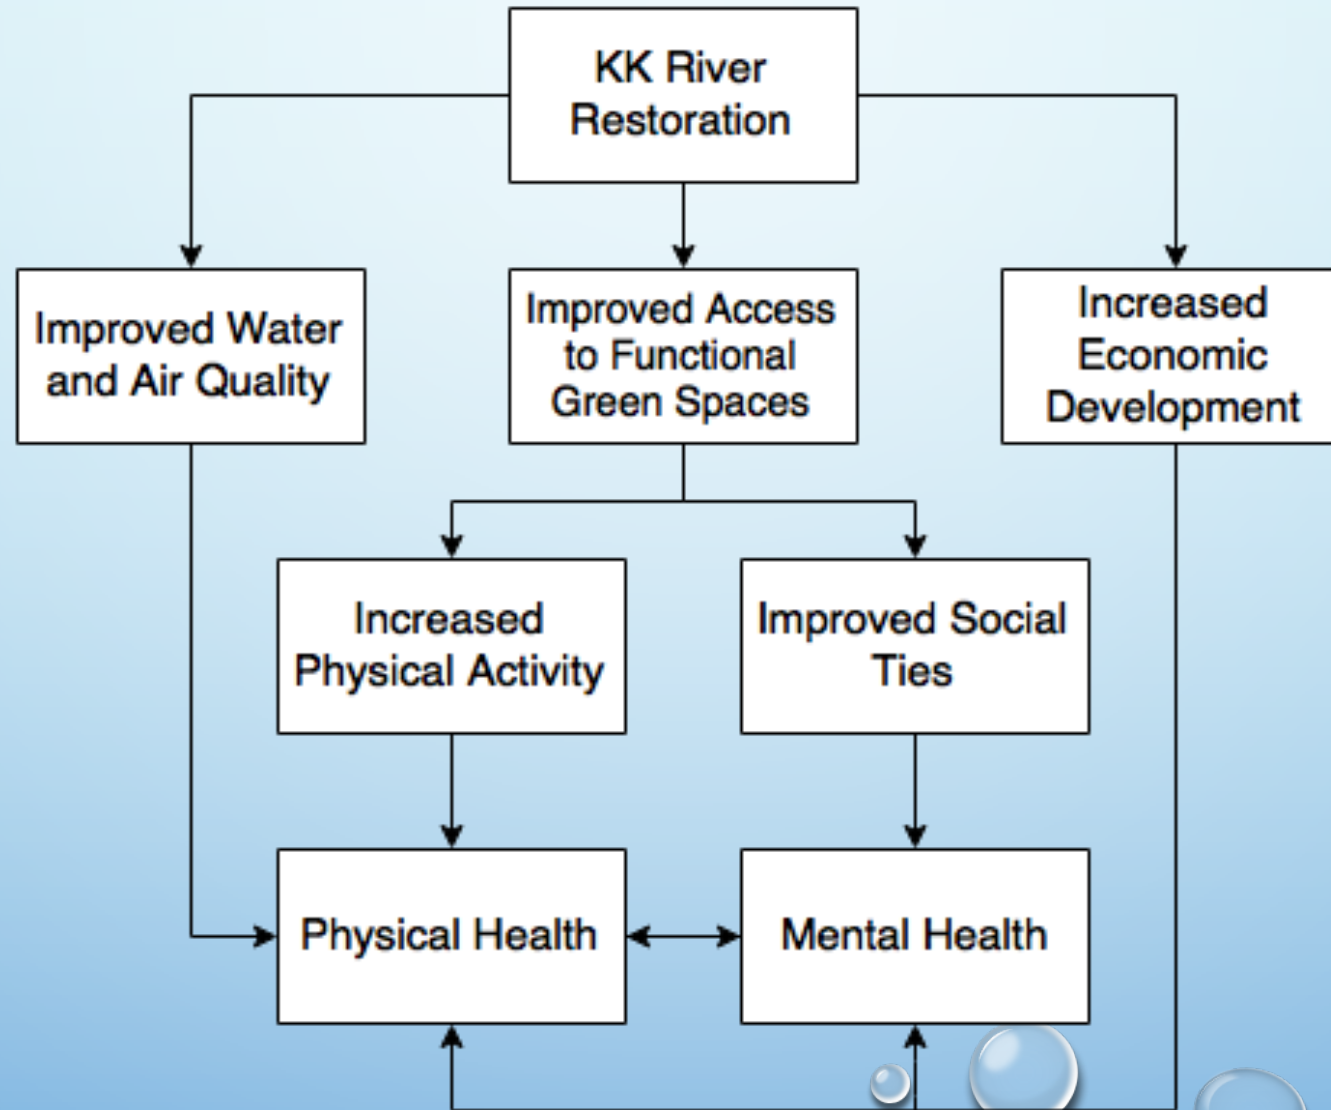 KK River
Restoration
Improved Water
and Air Quality
Improved Access
to Functional
Green Spaces
Increased
Economic
Development
Increased
Physical Activity
Improved Social
Ties
Physical Health
Mental Health